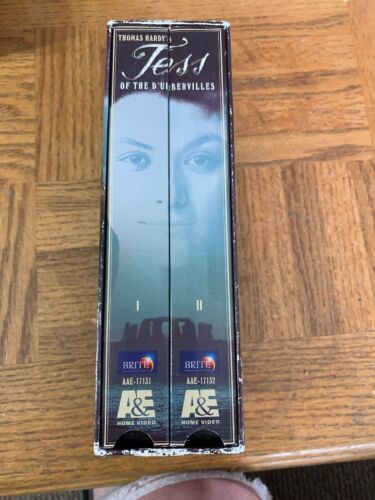 THOMAS HARDY'S
Tess
OF THE D'URBERVILLES
I
II
BRITE
BRITE
AAE-17131
AAE-17132
A&E
A&E
HOME VIDEO
HOME VIDEO